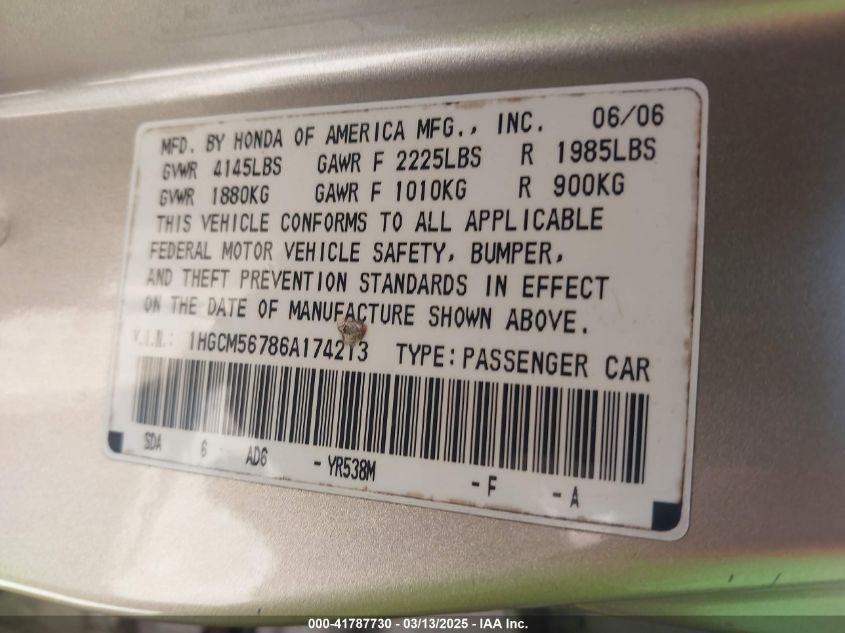 MFD. BY HONDA OF AMERICA MFG., INC. 06/06
GVWR 4145LBS GAWR F 2225LBS R 1985LBS
GVWR 1880KG GAWR F 1010KG R 900KG
THIS VEHICLE CONFORMS TO ALL APPLICABLE
FEDERAL MOTOR VEHICLE SAFETY, BUMPER,
AND THEFT PREVENTION STANDARDS IN EFFECT
ON THE DATE OF MANUFACTURE SHOWN ABOVE.
V.I.N.: 1HGCM56786A174213 TYPE:PASSENGER CAR
SDA 6 AD6 -YR538M -F -A
000-41787730 - 03/13/2025 - IAA Inc.